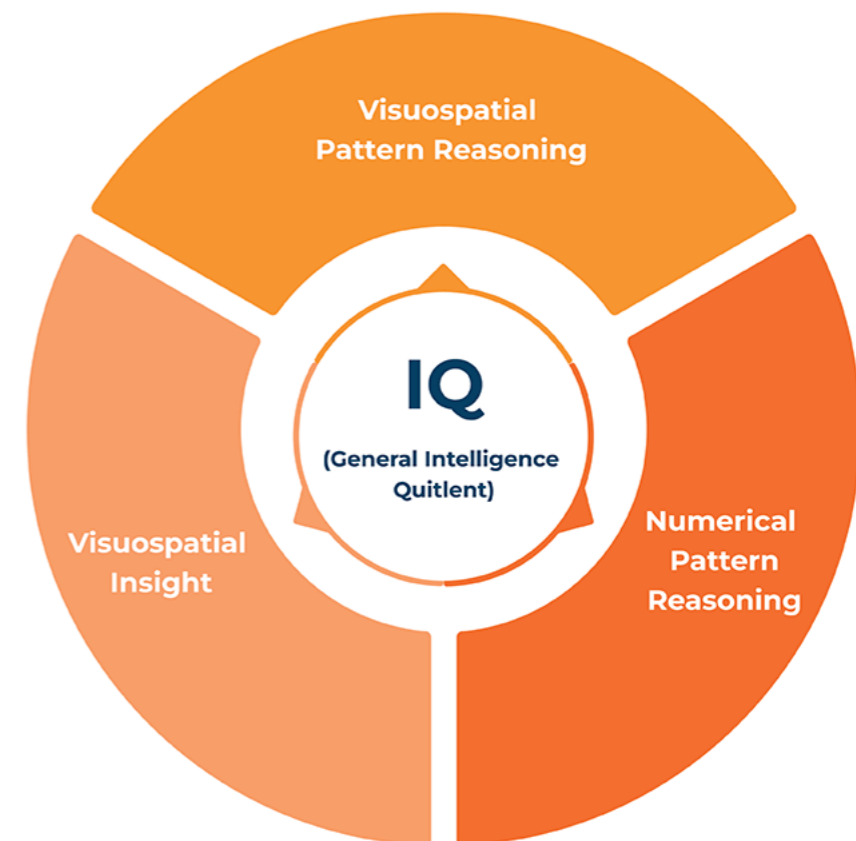 Visuospatial
Pattern Reasoning
IQ
(General Intelligence
Quitlent)
Visuospatial
Insight
Numerical
Pattern
Reasoning